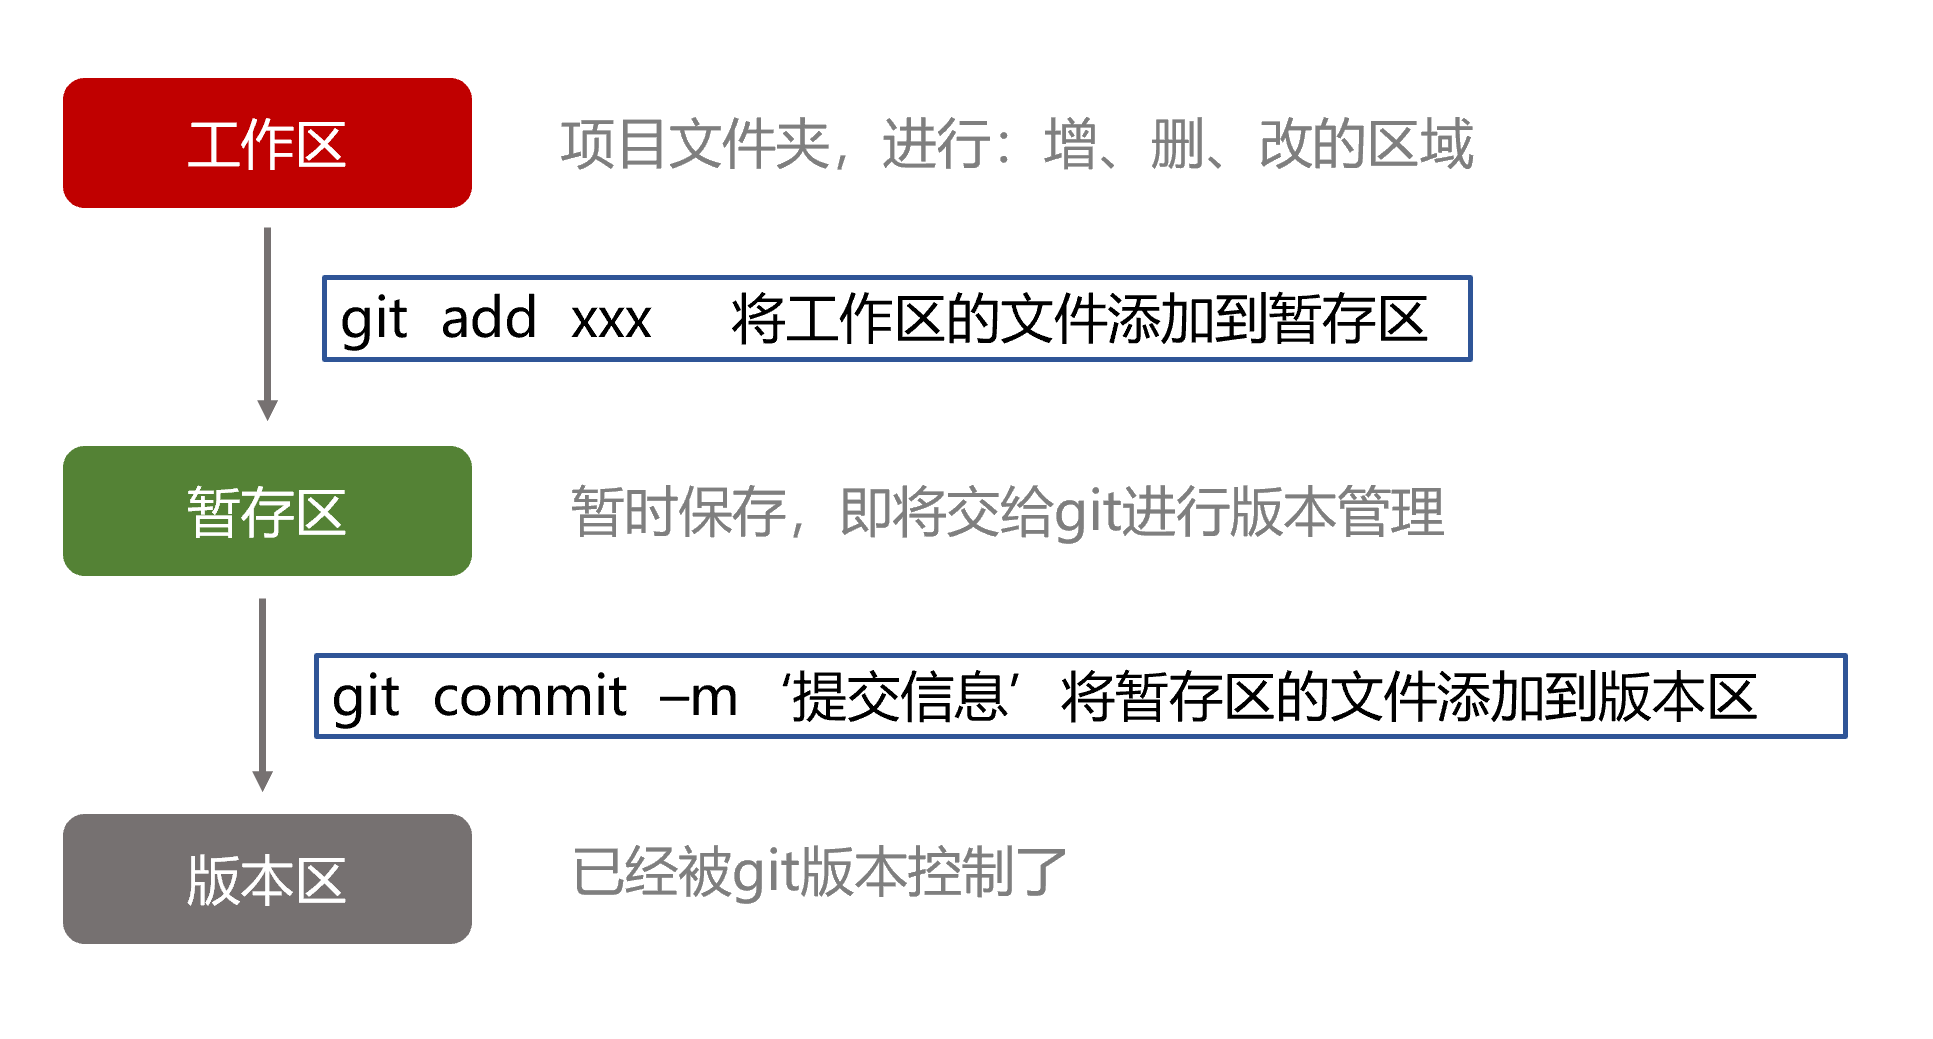 工作区
项目文件夹，进行：增、删、改的区域
git add xxx 将工作区的文件添加到暂存区
暂存区
暂时保存，即将交给git进行版本管理
git commit –m ‘提交信息’ 将暂存区的文件添加到版本区
版本区
已经被git版本控制了